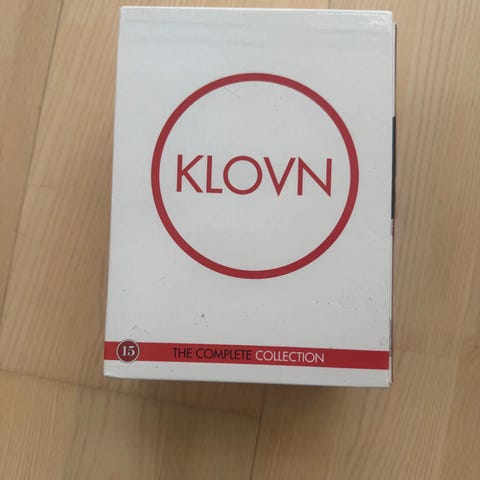 KLOVN
15 THE COMPLETE COLLECTION